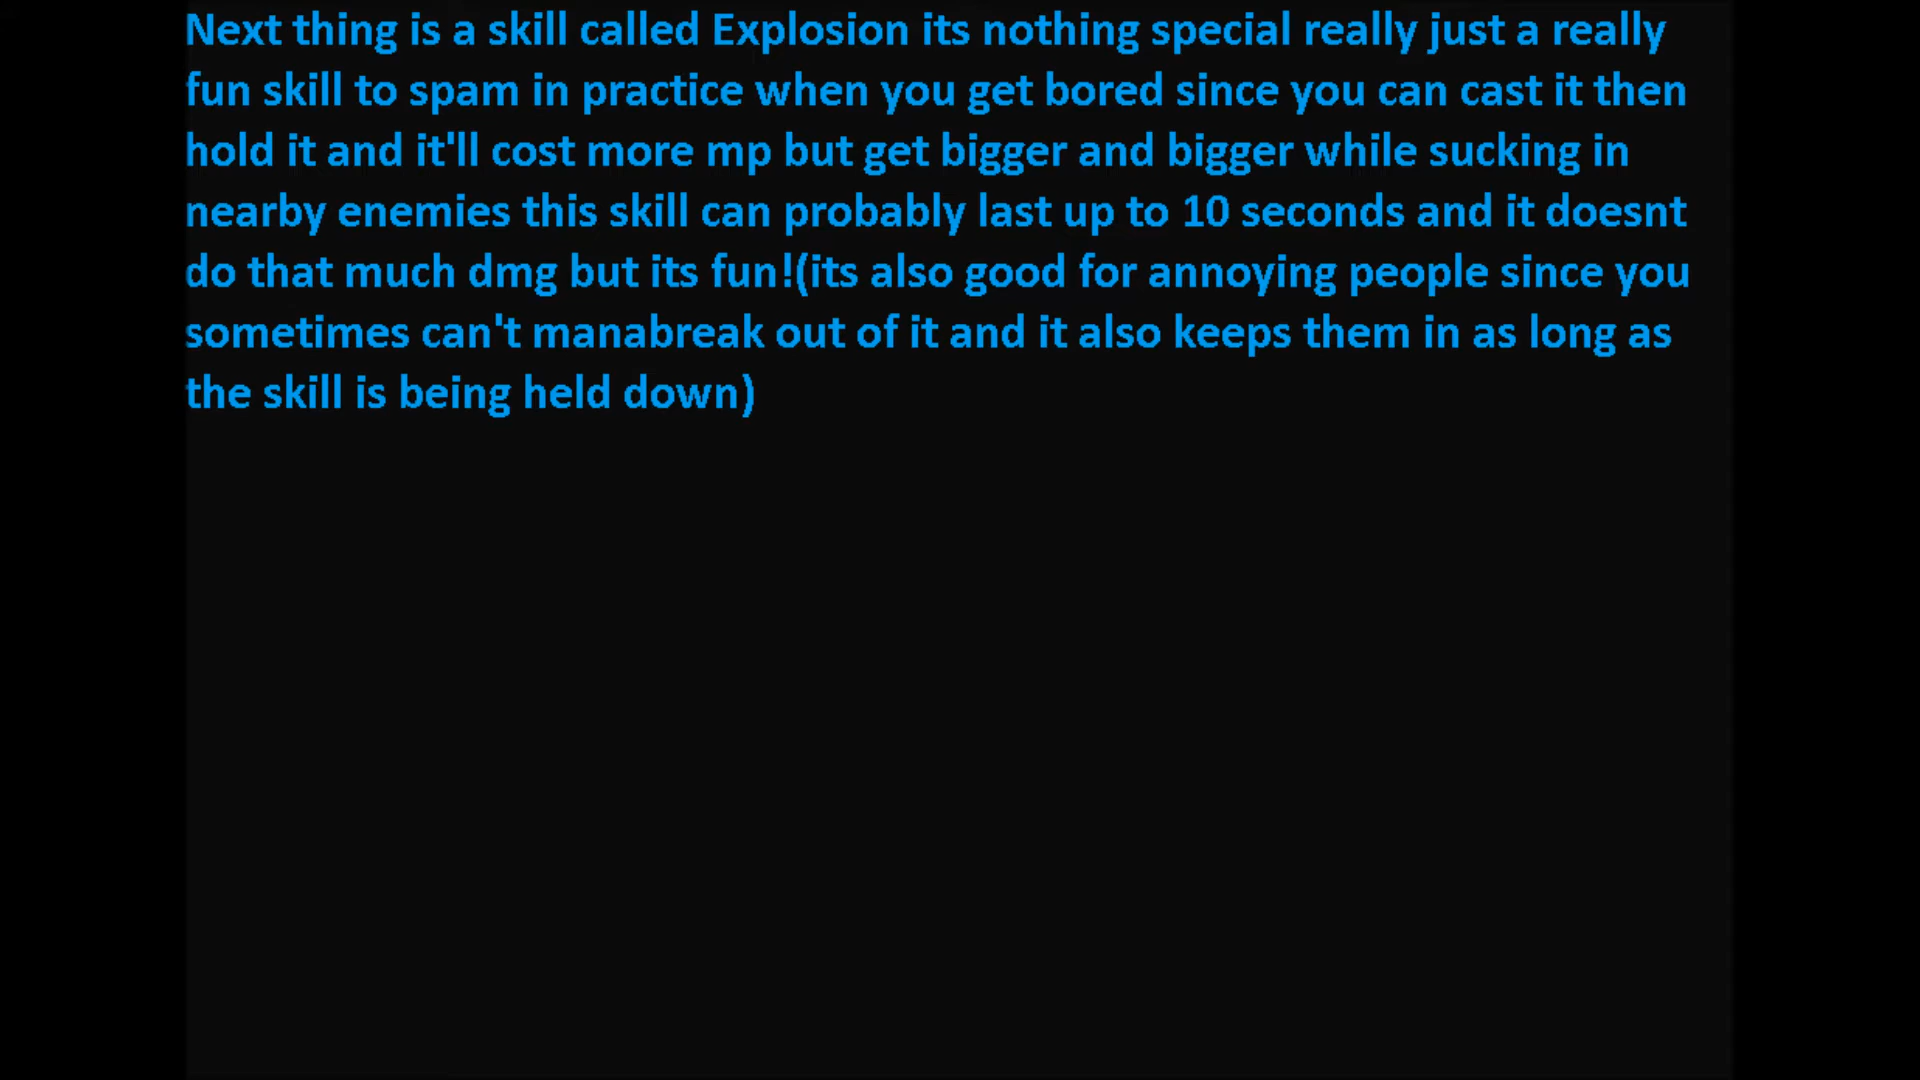 Next thing is a skill called Explosion its nothing special really just a really
fun skill to spam in practice when you get bored since you can cast it then
hold it and it'll cost more mp but get bigger and bigger while sucking in
nearby enemies this skill can probably last up to 10 seconds and it doesnt
do that much dmg but its fun!(its also good for annoying people since you
sometimes can't manabreak out of it and it also keeps them in as long as
the skill is being held down)